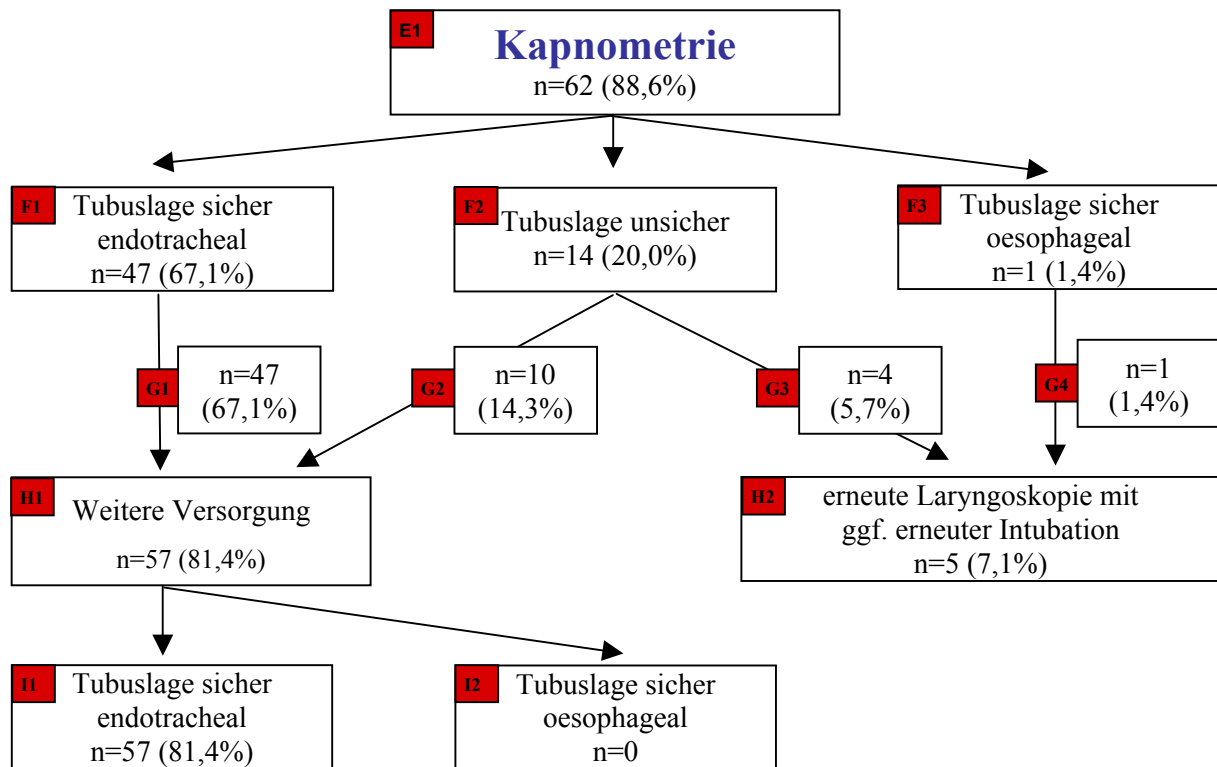 E1
Kapnometrie
n=62 (88,6%)
F1
Tubuslage sicher
endotracheal
n=47 (67,1%)
F2
Tubuslage unsicher
n=14 (20,0%)
F3
Tubuslage sicher
oesophageal
n=1 (1,4%)
G1
n=47
(67,1%)
G2
n=10
(14,3%)
G3
n=4
(5,7%)
G4
n=1
(1,4%)
H1
Weitere Versorgung
n=57 (81,4%)
H2
erneute Laryngoskopie mit
ggf. erneuter Intubation
n=5 (7,1%)
I1
Tubuslage sicher
endotracheal
n=57 (81,4%)
I2
Tubuslage sicher
oesophageal
n=0